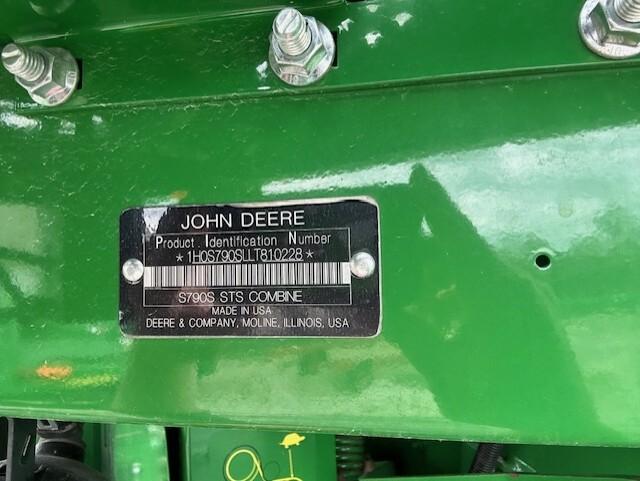 JOHN DEERE
Product Identification Number
*1H0S790SLLT810228*
S790S STS COMBINE
MADE IN USA
DEERE & COMPANY, MOLINE, ILLINOIS, USA